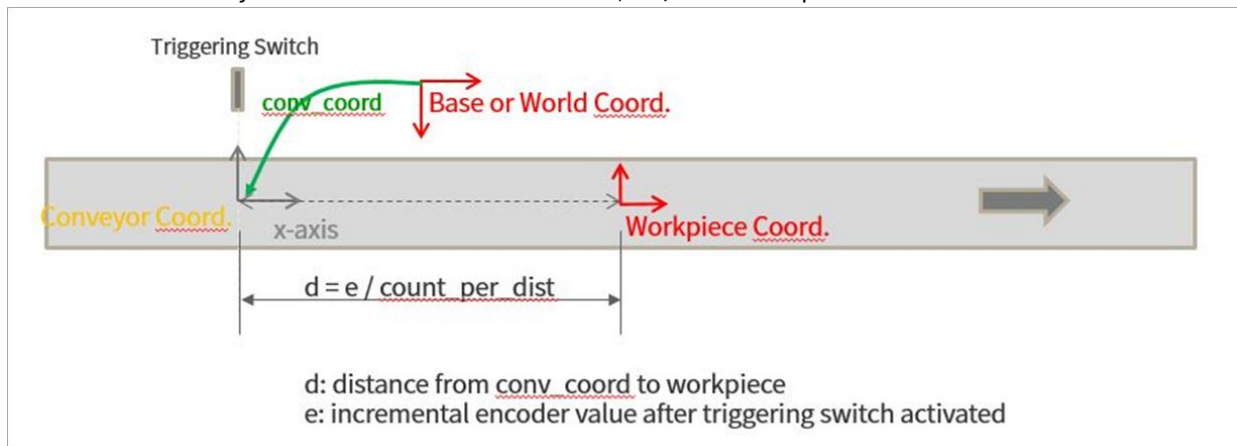 Triggering Switch
conv_coord
Base or World Coord.
Conveyor Coord.
x-axis
Workpiece Coord.
d = e / count_per_dist
d: distance from conv_coord to workpiece
e: incremental encoder value after triggering switch activated